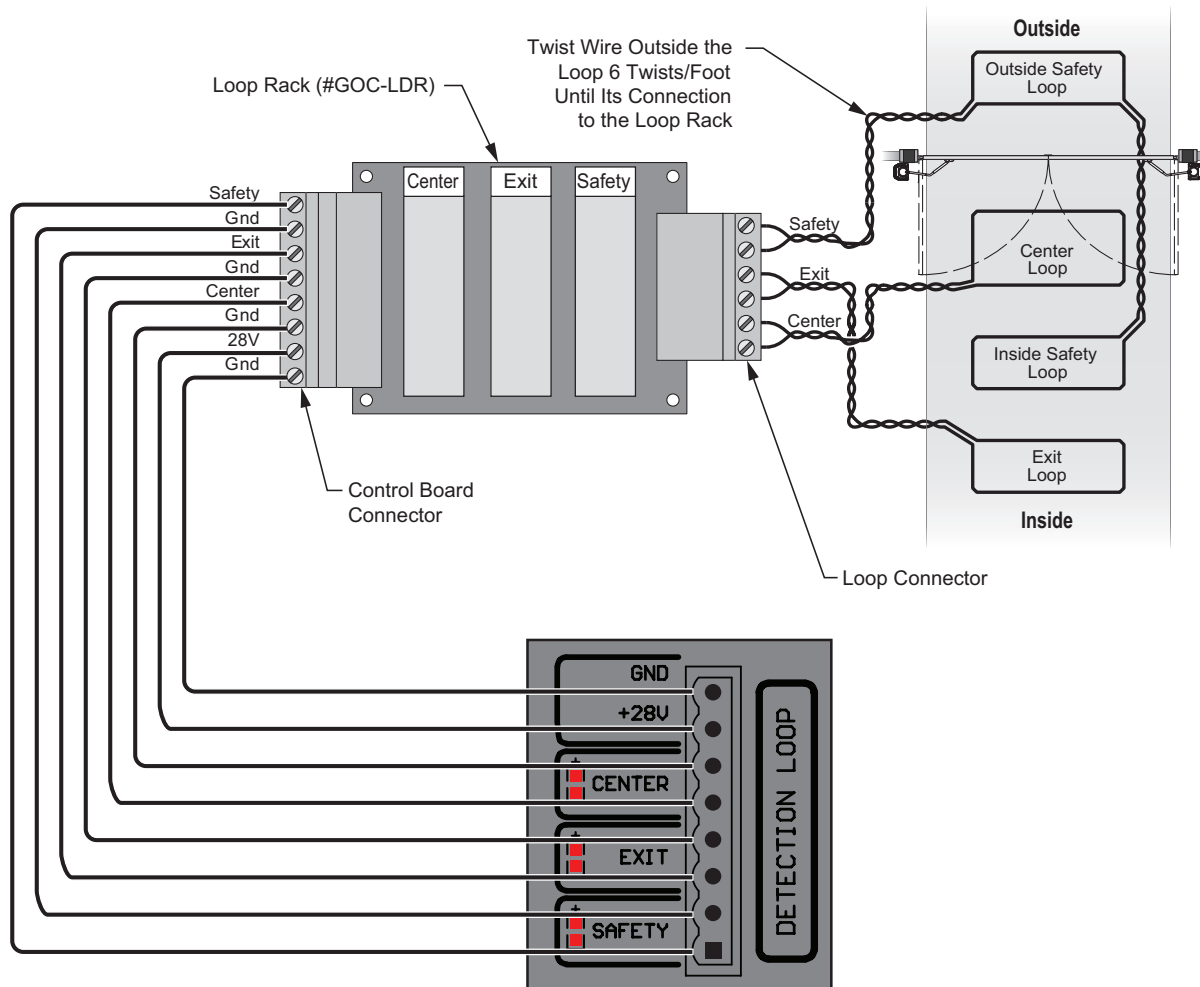 Outside
Twist Wire Outside the
Loop 6 Twists/Foot
Until Its Connection
to the Loop Rack
Outside Safety
Loop
Loop Rack (#GOC-LDR)
Center
Exit
Safety
Safety
Gnd
Exit
Gnd
Center
Gnd
28V
Gnd
Safety
Exit
Center
Center
Loop
Inside Safety
Loop
Exit
Loop
Inside
Control Board
Connector
Loop Connector
GND
+28V
+
CENTER
+
EXIT
+
SAFETY
DETECTION LOOP